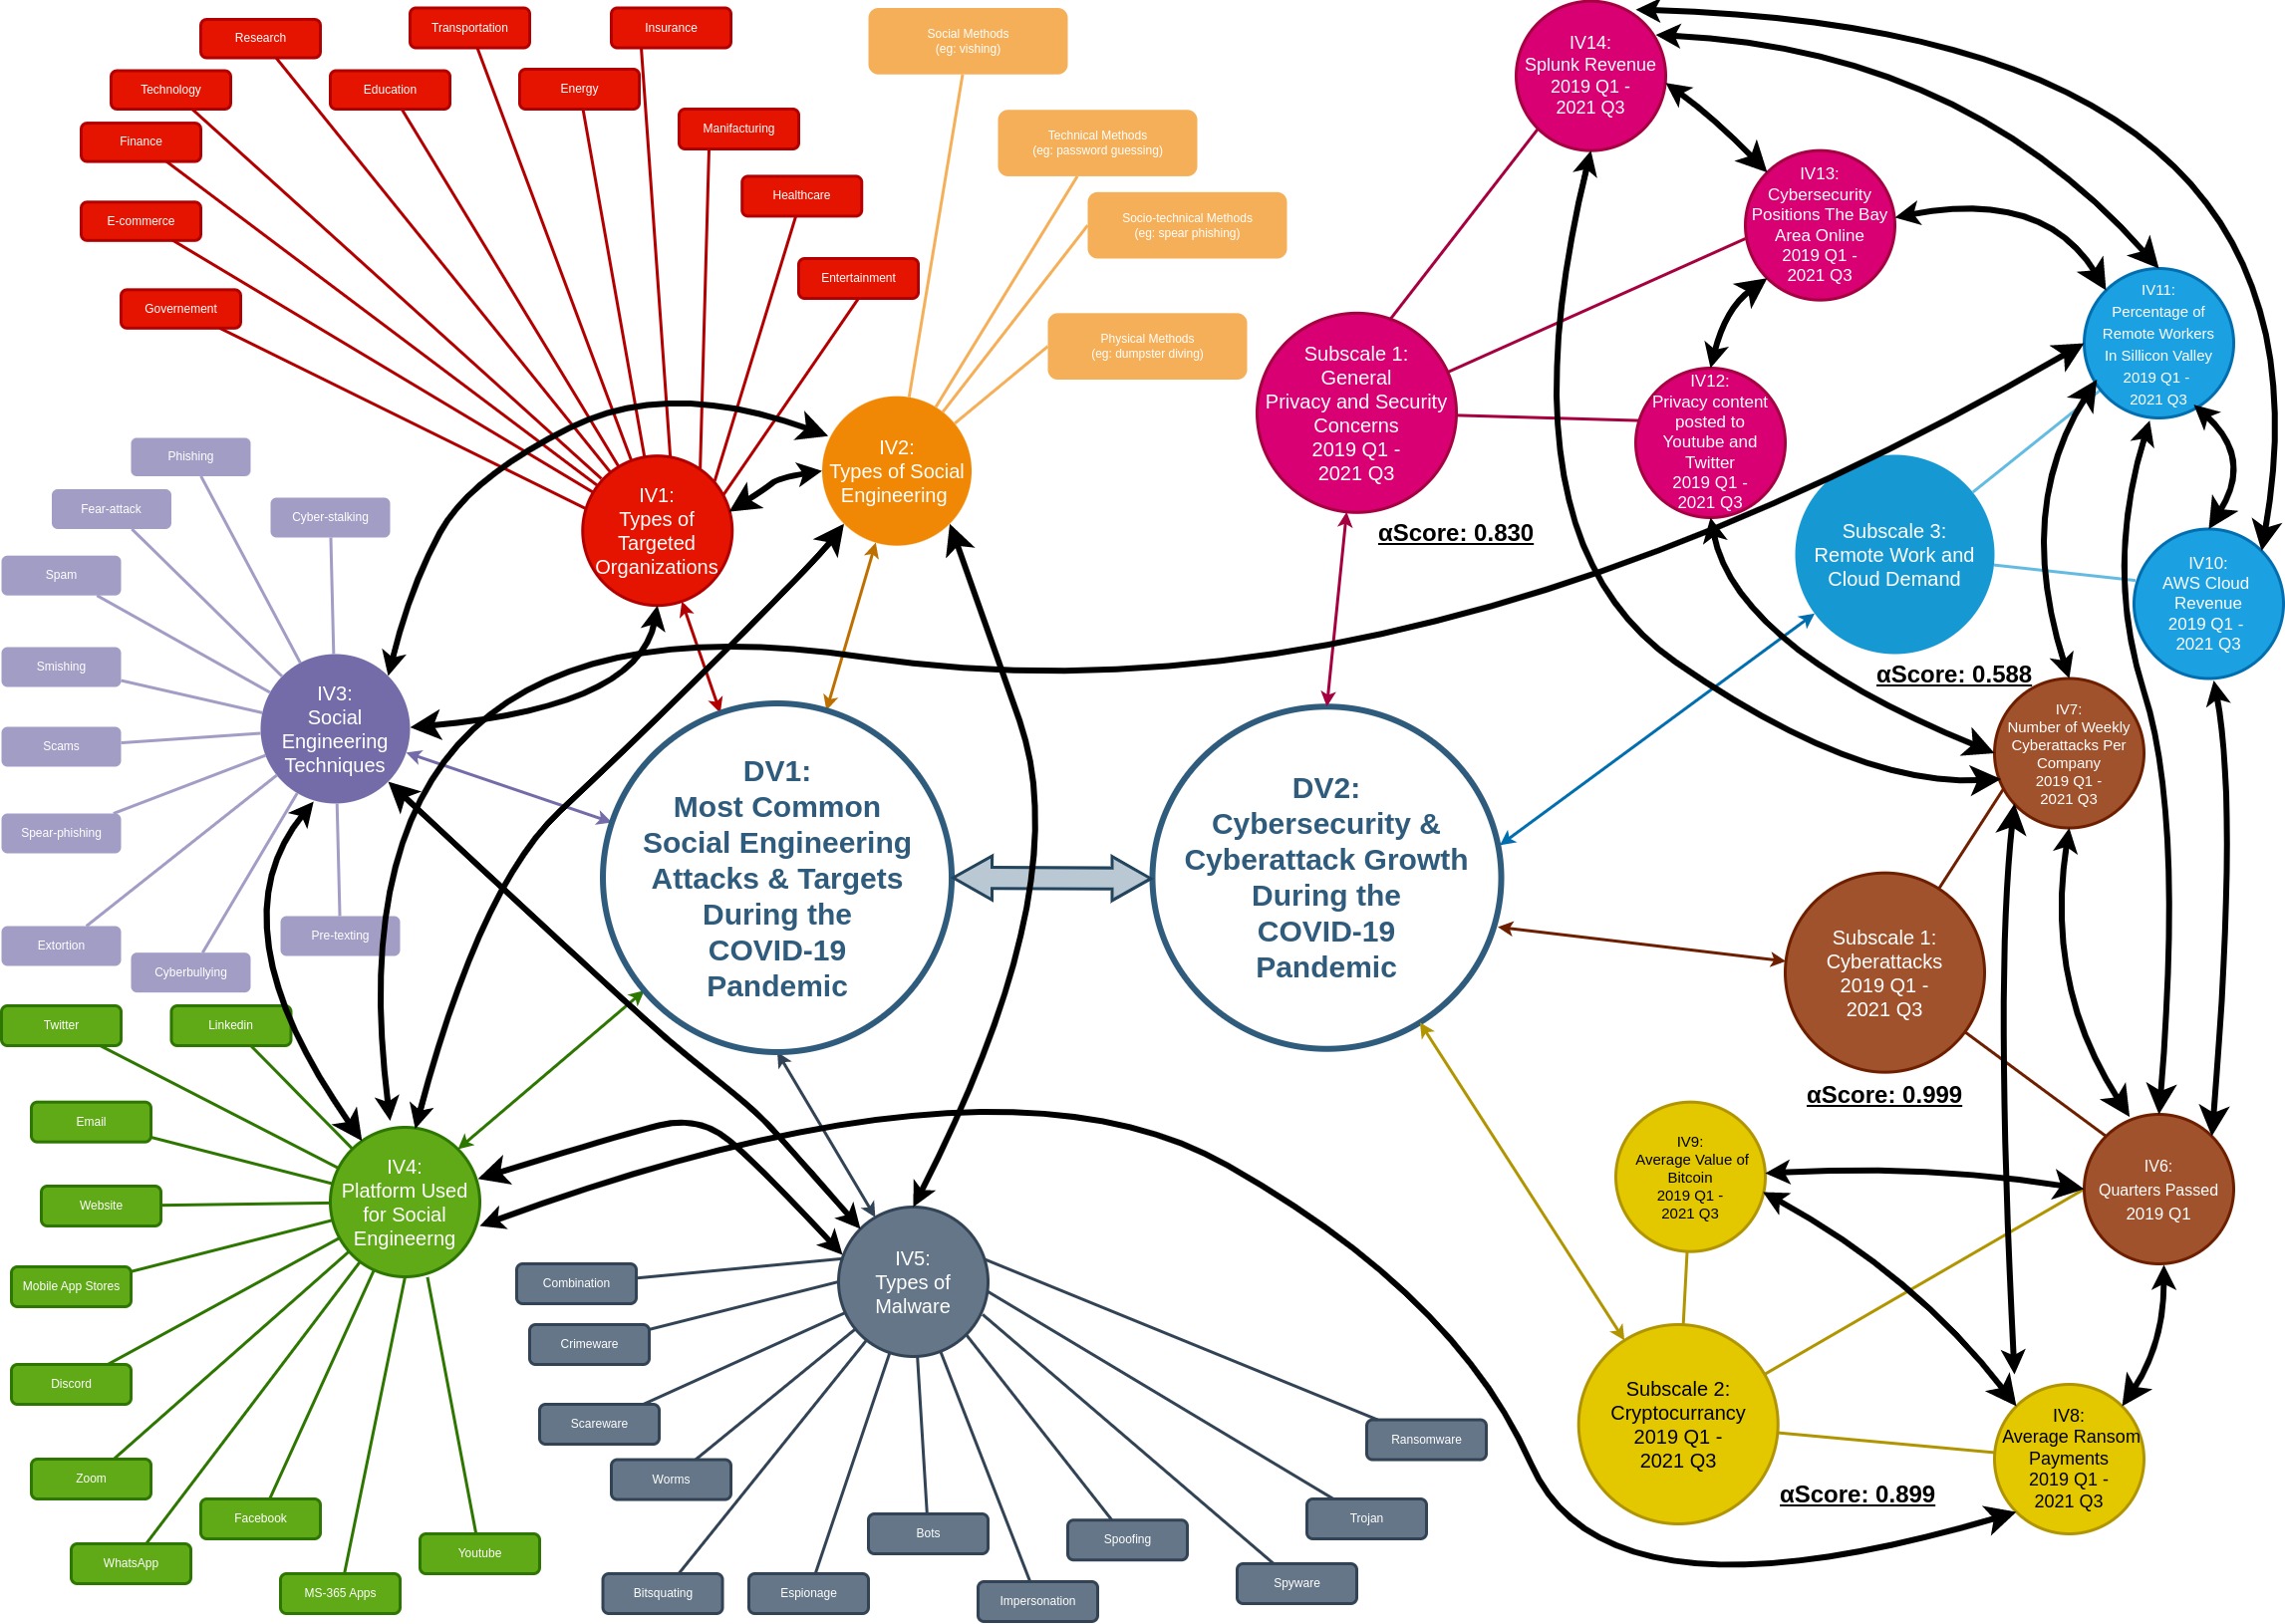 Research
Transportation
Insurance
Technology
Education
Energy
Finance
Manifacturing
E-commerce
Healthcare
Governement
Entertainment
Social Methods
(eg: vishing)
Technical Methods
(eg: password guessing)
Socio-technical Methods
(eg: spear phishing)
Physical Methods
(eg: dumpster diving)
IV1:
Types of
Targeted
Organizations
IV2:
Types of Social
Engineering
Phishing
Fear-attack
Cyber-stalking
Spam
Smishing
Scams
Spear-phishing
Extortion
Cyberbullying
Pre-texting
IV3:
Social
Engineering
Techniques
DV1:
Most Common
Social Engineering
Attacks & Targets
During the
COVID-19
Pandemic
DV2:
Cybersecurity &
Cyberattack Growth
During the
COVID-19
Pandemic
Twitter
Linkedin
Email
Website
Mobile App Stores
Discord
Zoom
WhatsApp
Facebook
MS-365 Apps
Youtube
IV4:
Platform Used
for Social
Engineerng
IV5:
Types of
Malware
Combination
Crimeware
Scareware
Worms
Bitsquating
Espionage
Bots
Impersonation
Spoofing
Spyware
Trojan
Ransomware
IV14:
Splunk Revenue
2019 Q1 -
2021 Q3
IV13:
Cybersecurity
Positions The Bay
Area Online
2019 Q1 -
2021 Q3
IV12:
Privacy content
posted to
Youtube and
Twitter
2019 Q1 -
2021 Q3
Subscale 1:
General
Privacy and Security
Concerns
2019 Q1 -
2021 Q3
αScore: 0.830
IV11:
Percentage of
Remote Workers
In Sillicon Valley
2019 Q1 -
2021 Q3
Subscale 3:
Remote Work and
Cloud Demand
IV10:
AWS Cloud
Revenue
2019 Q1 -
2021 Q3
αScore: 0.588
IV7:
Number of Weekly
Cyberattacks Per
Company
2019 Q1 -
2021 Q3
Subscale 1:
Cyberattacks
2019 Q1 -
2021 Q3
αScore: 0.999
IV6:
Quarters Passed
2019 Q1
IV9:
Average Value of
Bitcoin
2019 Q1 -
2021 Q3
Subscale 2:
Cryptocurrancy
2019 Q1 -
2021 Q3
IV8:
Average Ransom
Payments
2019 Q1 -
2021 Q3
αScore: 0.899